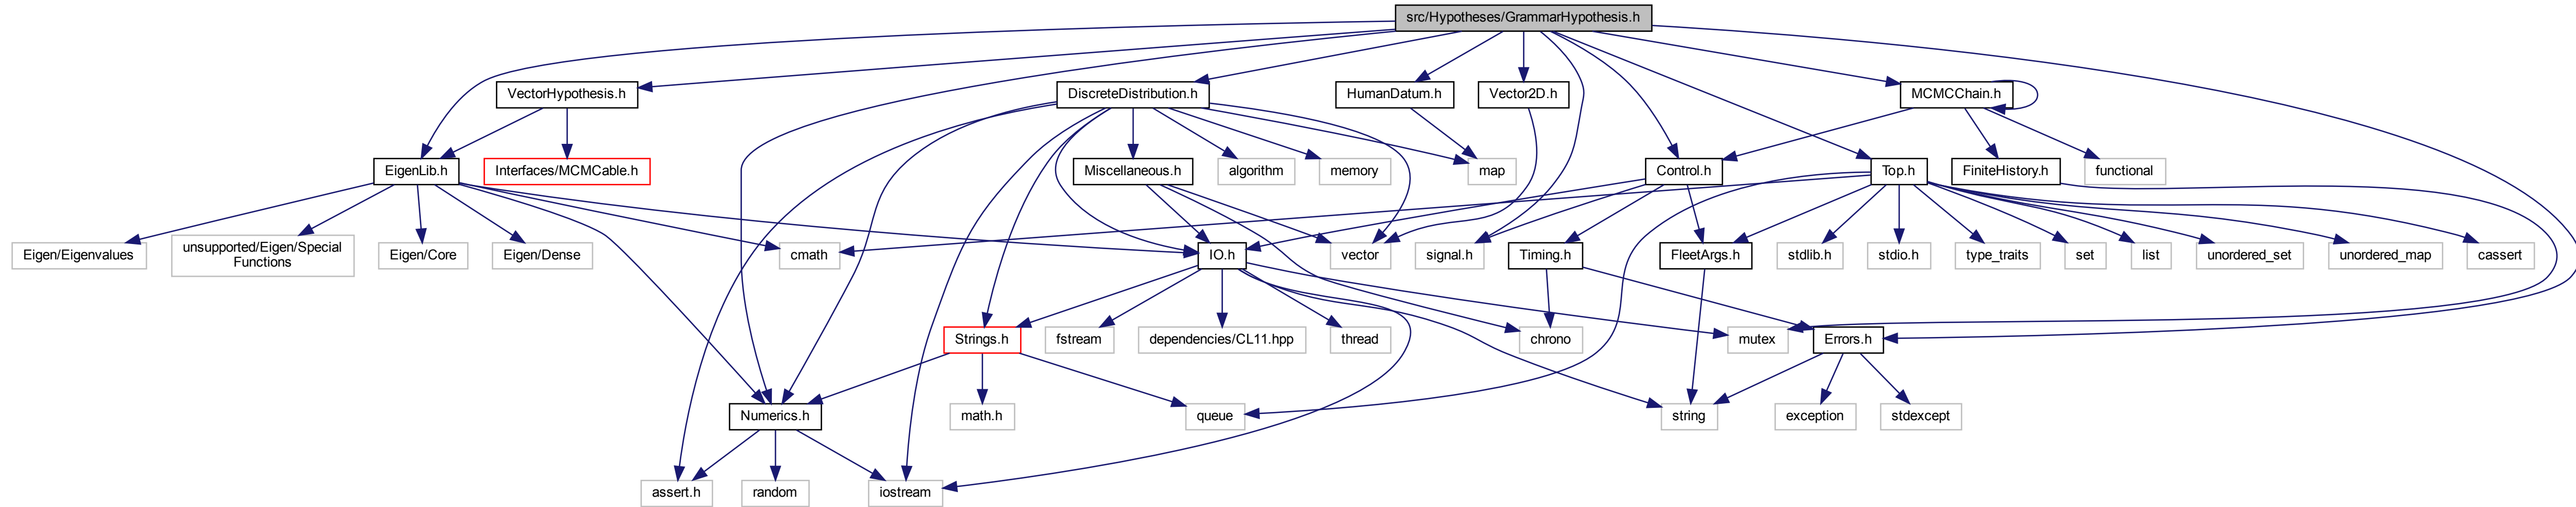 src/Hypotheses/GrammarHypothesis.h
VectorHypothesis.h
DiscreteDistribution.h
HumanDatum.h
Vector2D.h
MCMCChain.h
EigenLib.h
Interfaces/MCMCable.h
Miscellaneous.h
algorithm
memory
map
Control.h
Top.h
FiniteHistory.h
functional
Eigen/Eigenvalues
unsupported/Eigen/Special
Functions
Eigen/Core
Eigen/Dense
cmath
IO.h
vector
signal.h
Timing.h
FleetArgs.h
stdlib.h
stdio.h
type_traits
set
list
unordered_set
unordered_map
cassert
Strings.h
fstream
dependencies/CL11.hpp
thread
chrono
mutex
Errors.h
Numerics.h
math.h
queue
string
exception
stdexcept
assert.h
random
iostream